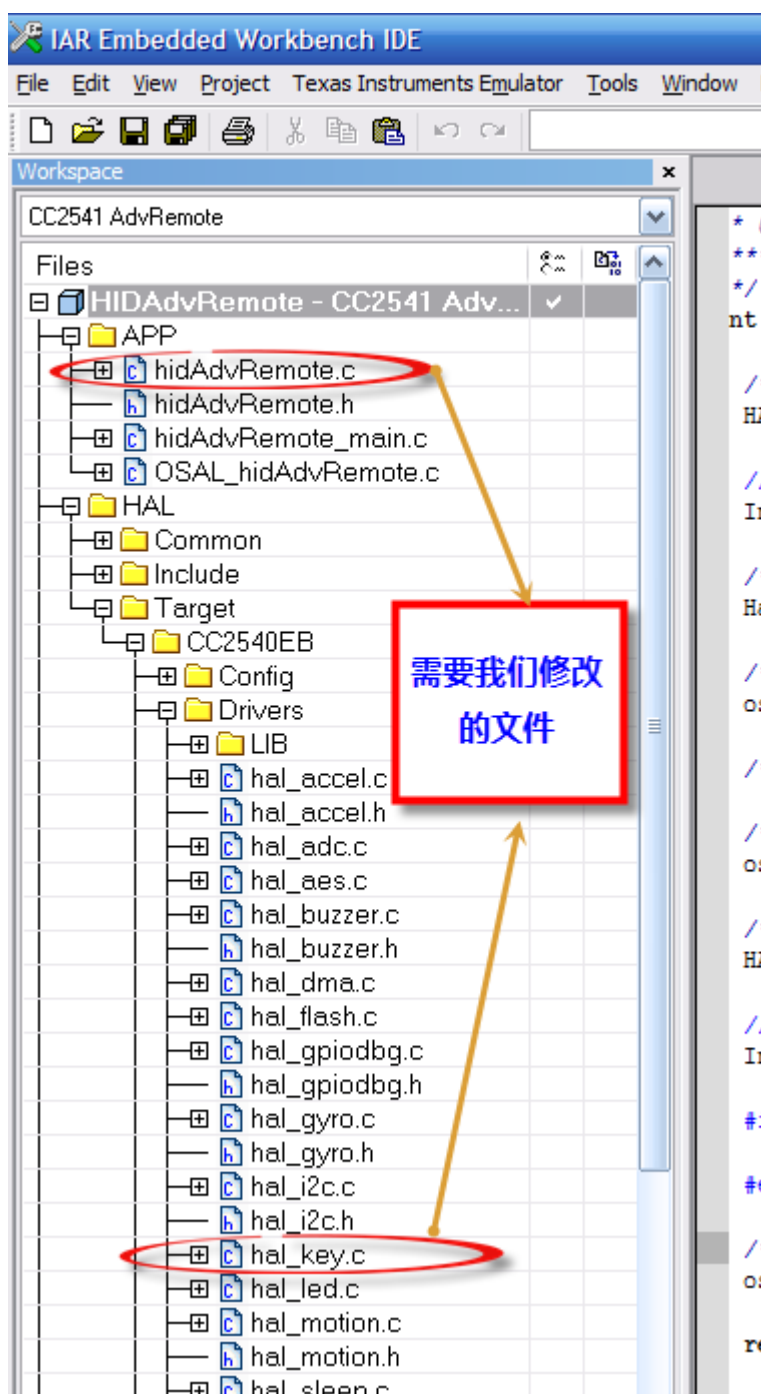 IAR Embedded Workbench IDE
File Edit View Project Texas Instruments Emulator Tools Window
Workspace
CC2541 AdvRemote
Files
HIDAdvRemote - CC2541 Adv...
APP
hidAdvRemote.c
hidAdvRemote.h
hidAdvRemote_main.c
OSAL_hidAdvRemote.c
HAL
Common
Include
Target
CC2540EB
Config
Drivers
LIB
hal_accel.c
hal_accel.h
hal_adc.c
hal_aes.c
hal_buzzer.c
hal_buzzer.h
hal_dma.c
hal_flash.c
hal_gpiodbg.c
hal_gpiodbg.h
hal_gyro.c
hal_gyro.h
hal_i2c.c
hal_i2c.h
hal_key.c
hal_led.c
hal_motion.c
hal_motion.h
hal_sleep.c
需要我们修改
的文件
**
*/
nt